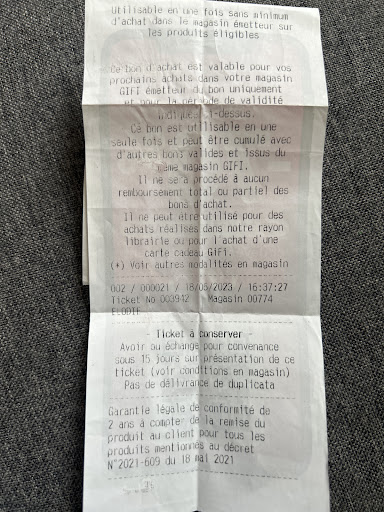 Utilisable en une fois sans minimum
d'achat dans le magasin émetteur sur
les produits éligibles
Ce bon d'achat est valable pour vos
prochains achats dans votre magasin
GIFI émetteur du bon uniquement
et pour la période de validité
indiquée ci-dessus.
Ce bon est utilisable en une
seule fois et peut être cumulé avec
d'autres bons valides et issus du
même magasin GIFI.
Il ne sera procédé à aucun
remboursement total ou partiel des
bons d'achat.
Il ne peut être utilisé pour des
achats réalisés dans notre rayon
librairie ou pour l'achat d'une
carte cadeau GiFi.
(*) Voir autres modalités en magasin
002 / 000021 / 18/05/2023 / 16:37:27
Ticket No 003912 Magasin 00774
ELODIE
- Ticket à conserver -
Avoir ou échange pour convenance
sous 15 jours sur présentation de ce
ticket (voir conditions en magasin)
Pas de délivrance de duplicata
Garantie légale de conformité de
2 ans à compter de la remise du
produit au client pour tous les
produits mentionnés au décret
N°2021-609 du 18 mai 2021